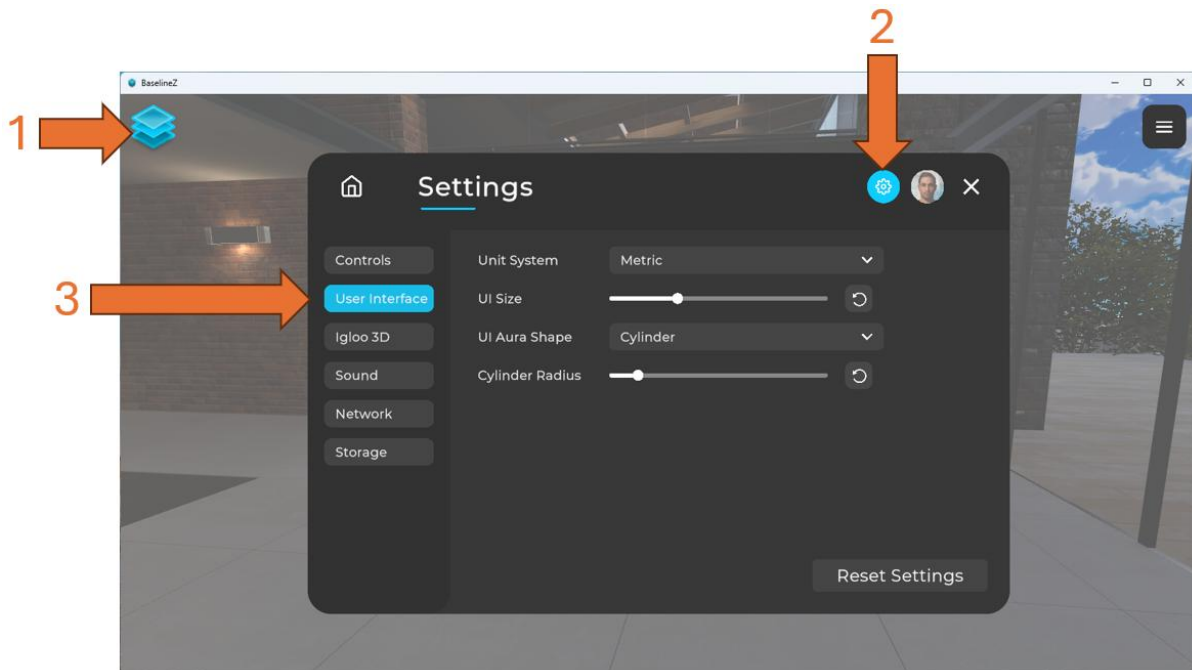 2
BaselineZ
1
Settings
Controls
Unit System
Metric
3
User Interface
UI Size
Igloo 3D
UI Aura Shape
Cylinder
Sound
Cylinder Radius
Network
Storage
Reset Settings